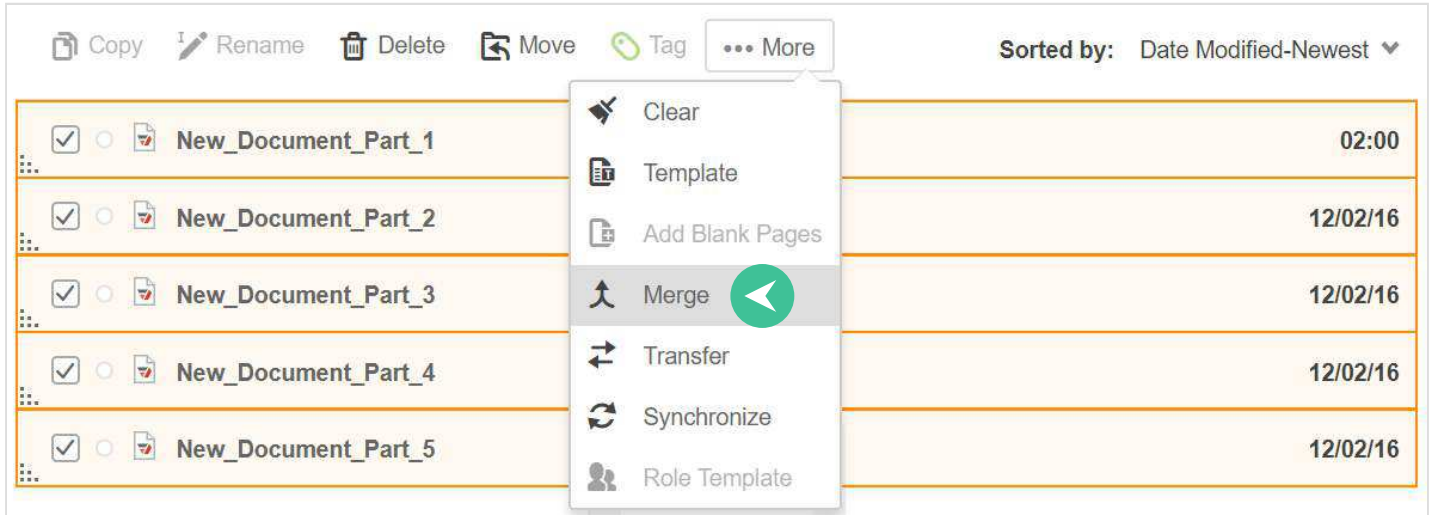 Copy Rename Delete Move Tag ••• More Sorted by: Date Modified-Newest
Clear
New_Document_Part_1 02:00
Template
New_Document_Part_2 12/02/16
Add Blank Pages
New_Document_Part_3 Merge 12/02/16
Transfer
New_Document_Part_4 12/02/16
Synchronize
New_Document_Part_5 12/02/16
Role Template